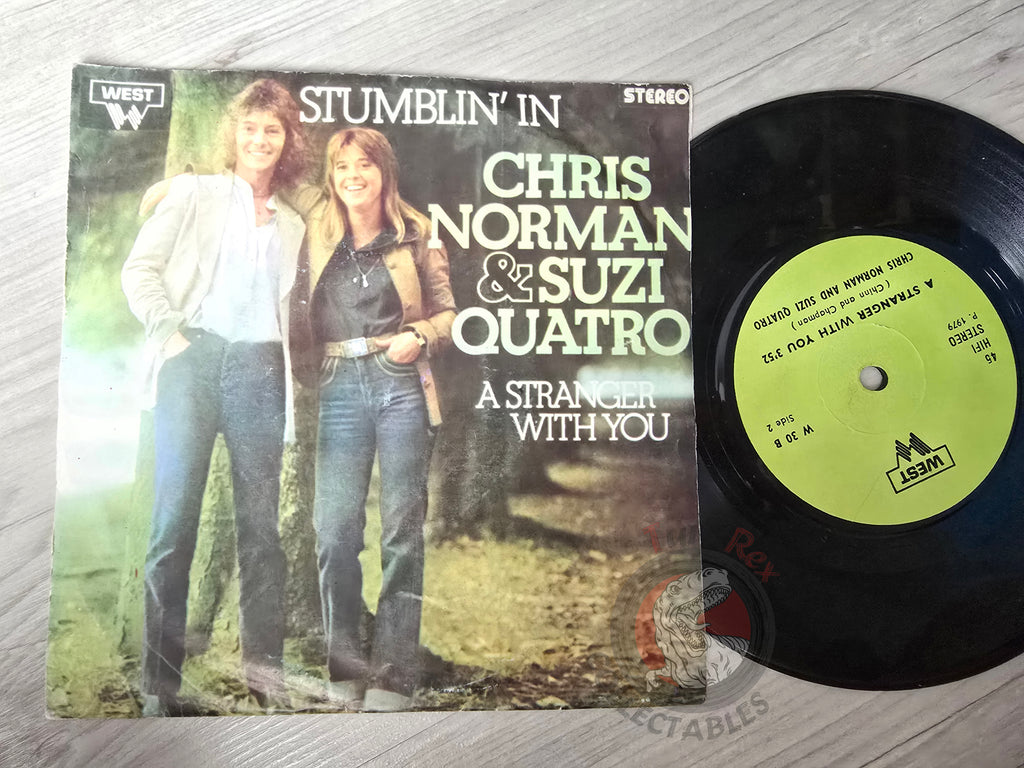 WEST
W
STUMBLIN' IN
STEREO
CHRIS
NORMAN
& SUZI
QUATRO
A STRANGER
WITH YOU
WEST
W
W 30 B
Side 2
45
HIFI
STEREO
P. 1979
A STRANGER WITH YOU 3'52
(Chinn and Chapman)
CHRIS NORMAN AND SUZI QUATRO
Rex
LECTABLES